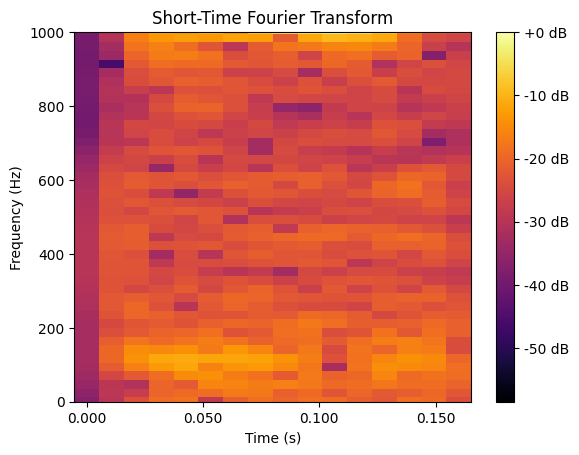 Short-Time Fourier Transform
1000
800
600
400
200
0
Frequency (Hz)
0.000
0.050
0.100
0.150
Time (s)
+0 dB
-10 dB
-20 dB
-30 dB
-40 dB
-50 dB